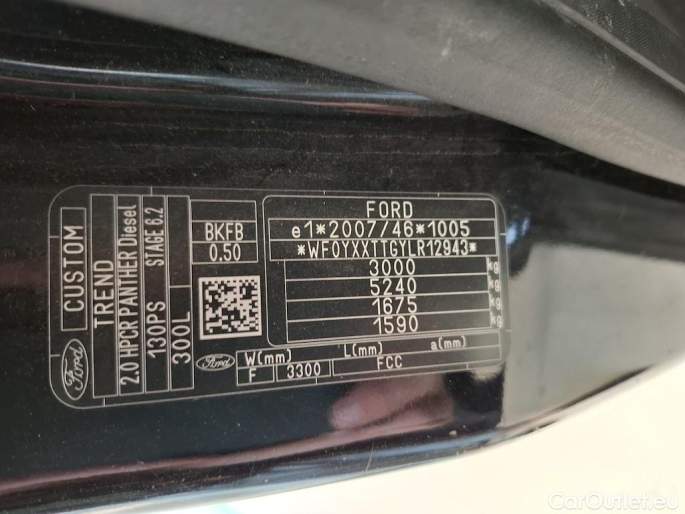 Ford
CUSTOM
TREND
2.0 HPCR PANTHER Diesel
130PS STAGE 6.2
300L
BKFB
0.50
Ford
FORD
e1*2007/46*1005
*WF0YXXTTGYLR12943*
3000 kg
5240 kg
1675 kg
1590 kg
W(mm) L(mm) a(mm)
F 3300 FCC
CarOutlet.eu